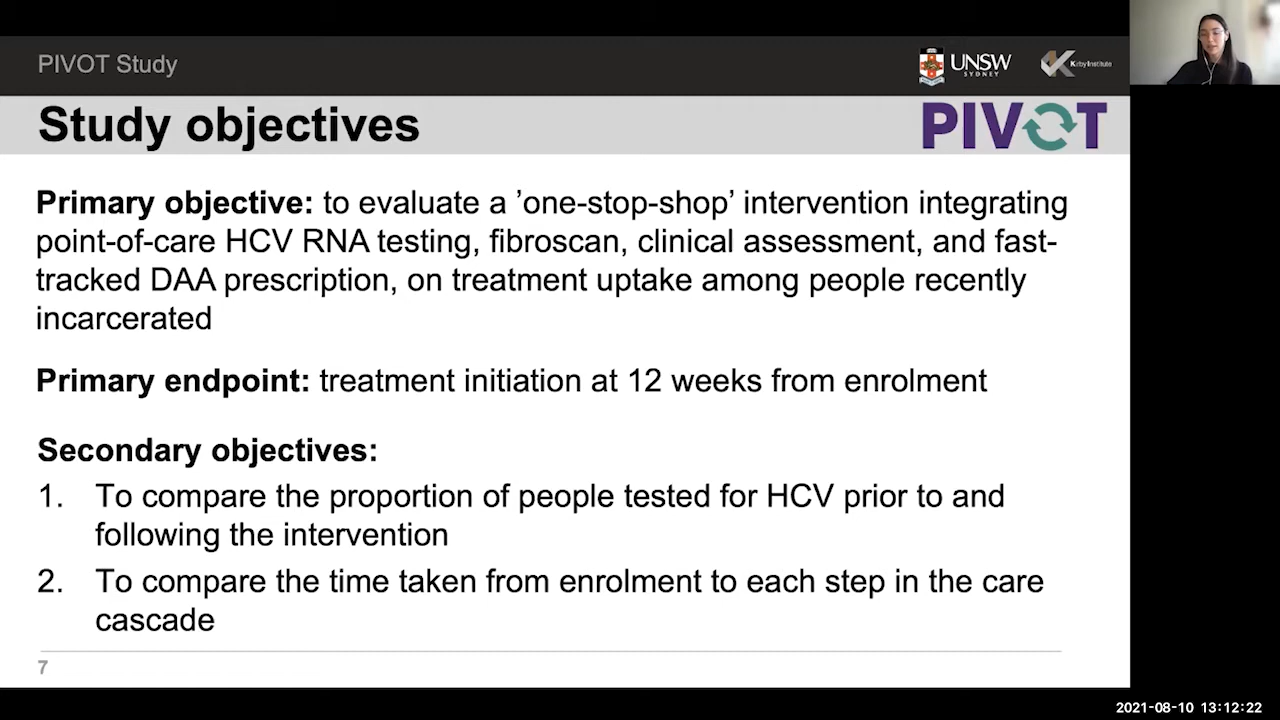 PIVOT Study
UNSW
SYDNEY
Kirby Institute
Study objectives
PIVOT
Primary objective: to evaluate a ’one-stop-shop’ intervention integrating
point-of-care HCV RNA testing, fibroscan, clinical assessment, and fast-
tracked DAA prescription, on treatment uptake among people recently
incarcerated
Primary endpoint: treatment initiation at 12 weeks from enrolment
Secondary objectives:
1. To compare the proportion of people tested for HCV prior to and
following the intervention
2. To compare the time taken from enrolment to each step in the care
cascade
7
2021-08-10 13:12:22